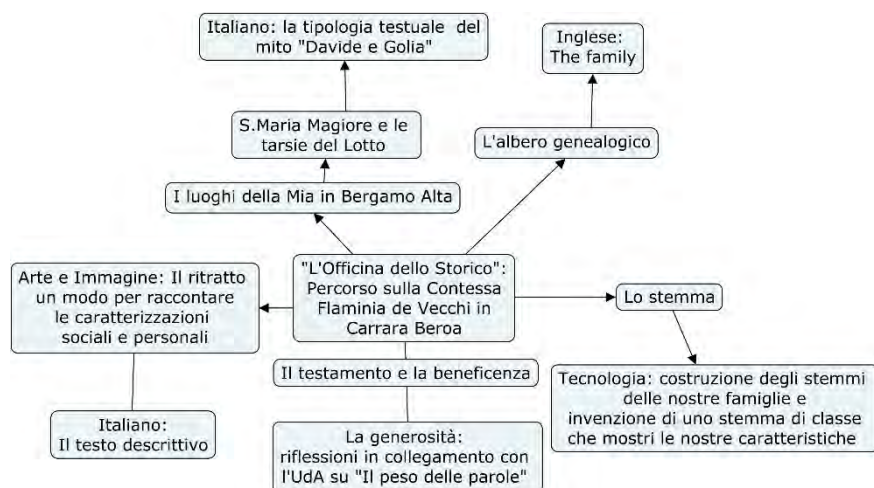 Italiano: la tipologia testuale del
mito "Davide e Golia"
Inglese:
The family
S.Maria Magiore e le
tarsie del Lotto
L'albero genealogico
I luoghi della Mia in Bergamo Alta
Arte e Immagine: Il ritratto
un modo per raccontare
le caratterizzazioni
sociali e personali
"L'Officina dello Storico":
Percorso sulla Contessa
Flaminia de Vecchi in
Carrara Beroa
Lo stemma
Il testamento e la beneficenza
Tecnologia: costruzione degli stemmi
delle nostre famiglie e
invenzione di uno stemma di classe
che mostri le nostre caratteristiche
Italiano:
Il testo descrittivo
La generosità:
riflessioni in collegamento con
l'UdA su "Il peso delle parole"